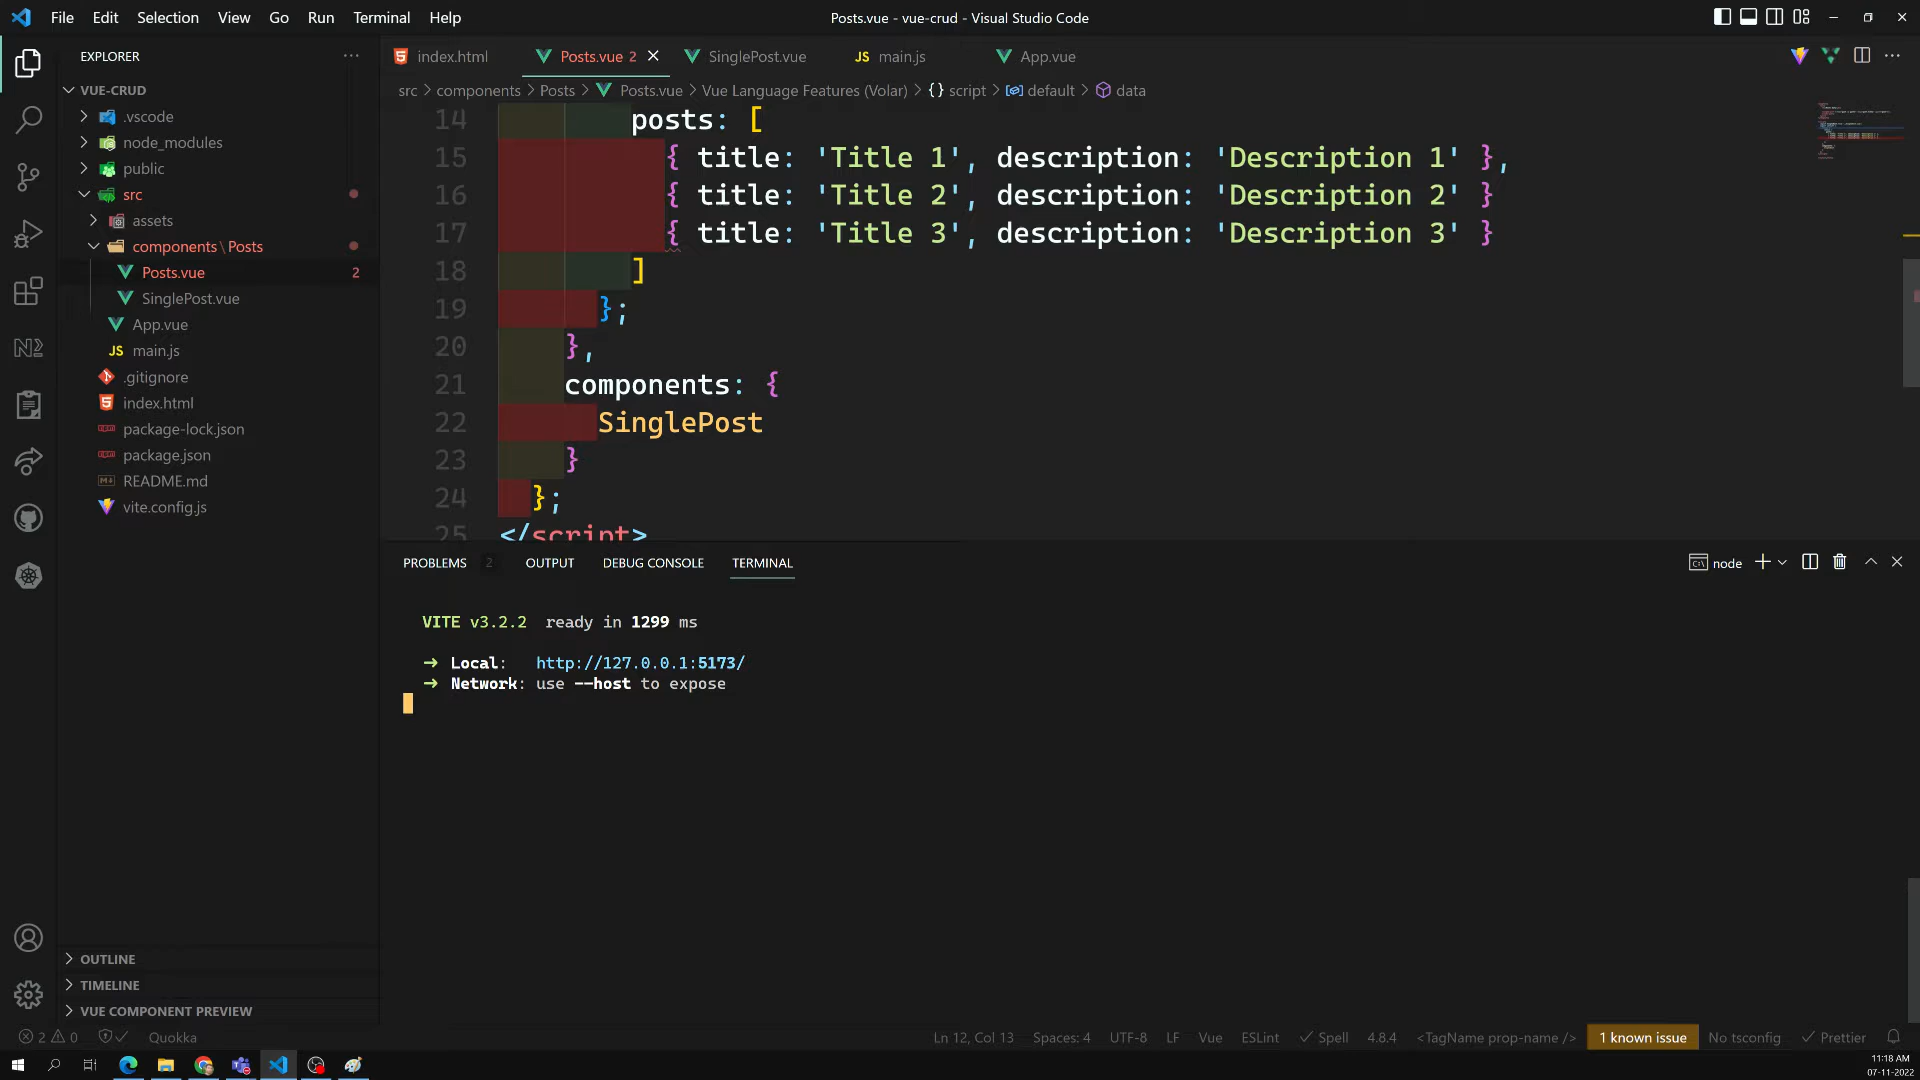 File Edit Selection View Go Run Terminal Help
Posts.vue - vue-crud - Visual Studio Code
EXPLORER
VUE-CRUD
.vscode
node_modules
public
src
assets
components\Posts
Posts.vue 2
SinglePost.vue
App.vue
JS main.js
.gitignore
index.html
package-lock.json
package.json
README.md
vite.config.js
OUTLINE
TIMELINE
VUE COMPONENT PREVIEW
index.html Posts.vue 2 SinglePost.vue JS main.js App.vue
src > components > Posts > Posts.vue > Vue Language Features (Volar) > {} script > default > data
14 posts: [
15 { title: 'Title 1', description: 'Description 1' },
16 { title: 'Title 2', description: 'Description 2' }
17 { title: 'Title 3', description: 'Description 3' }
18 ]
19 };
20 },
21 components: {
22 SinglePost
23 }
24 };
25 </script>
PROBLEMS 2 OUTPUT DEBUG CONSOLE TERMINAL
node
VITE v3.2.2 ready in 1299 ms
➜ Local: http://127.0.0.1:5173/
➜ Network: use --host to expose
2 0 Quokka Ln 12, Col 13 Spaces: 4 UTF-8 LF Vue ESLint Spell 4.8.4 <TagName prop-name /> 1 known issue No tsconfig Prettier
11:18 AM
07-11-2022